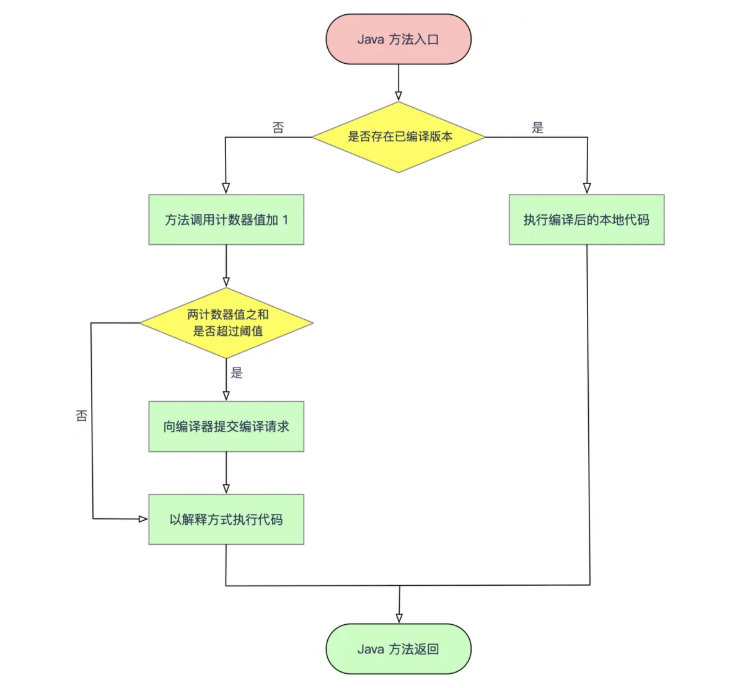 Java 方法入口
是否存在已编译版本
否
是
方法调用计数器值加 1
执行编译后的本地代码
两计数器值之和
是否超过阈值
是
否
向编译器提交编译请求
以解释方式执行代码
Java 方法返回